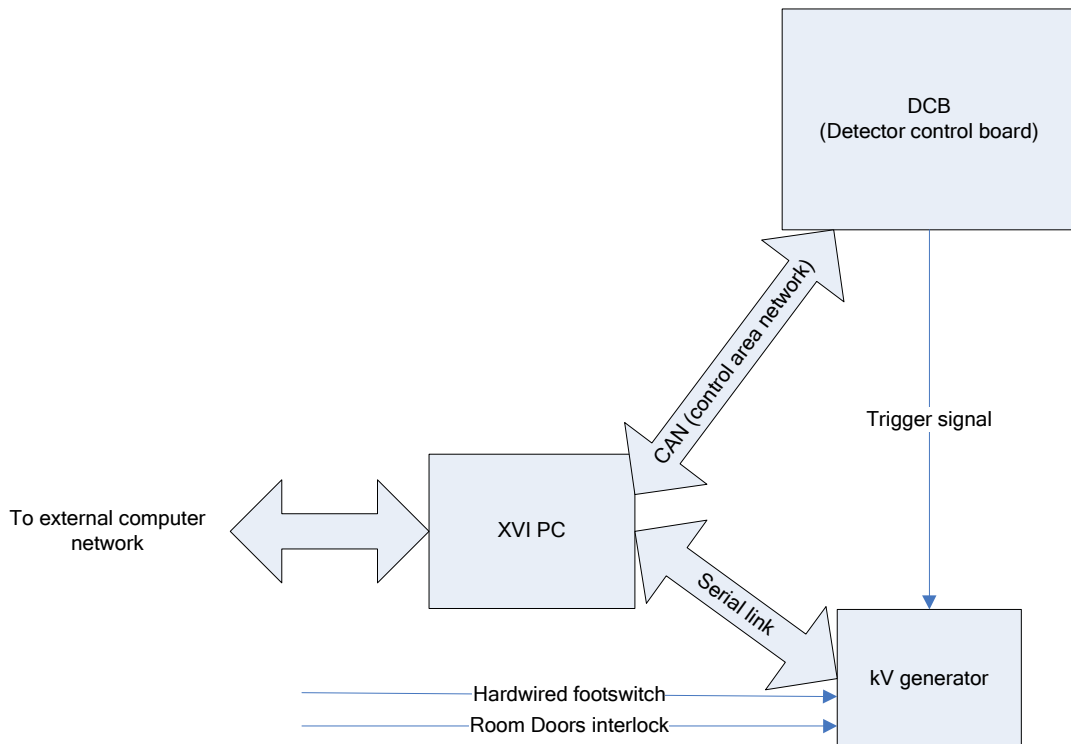 DCB
(Detector control board)
CAN (control area network)
Trigger signal
To external computer
network
XVI PC
Serial link
kV generator
Hardwired footswitch
Room Doors interlock